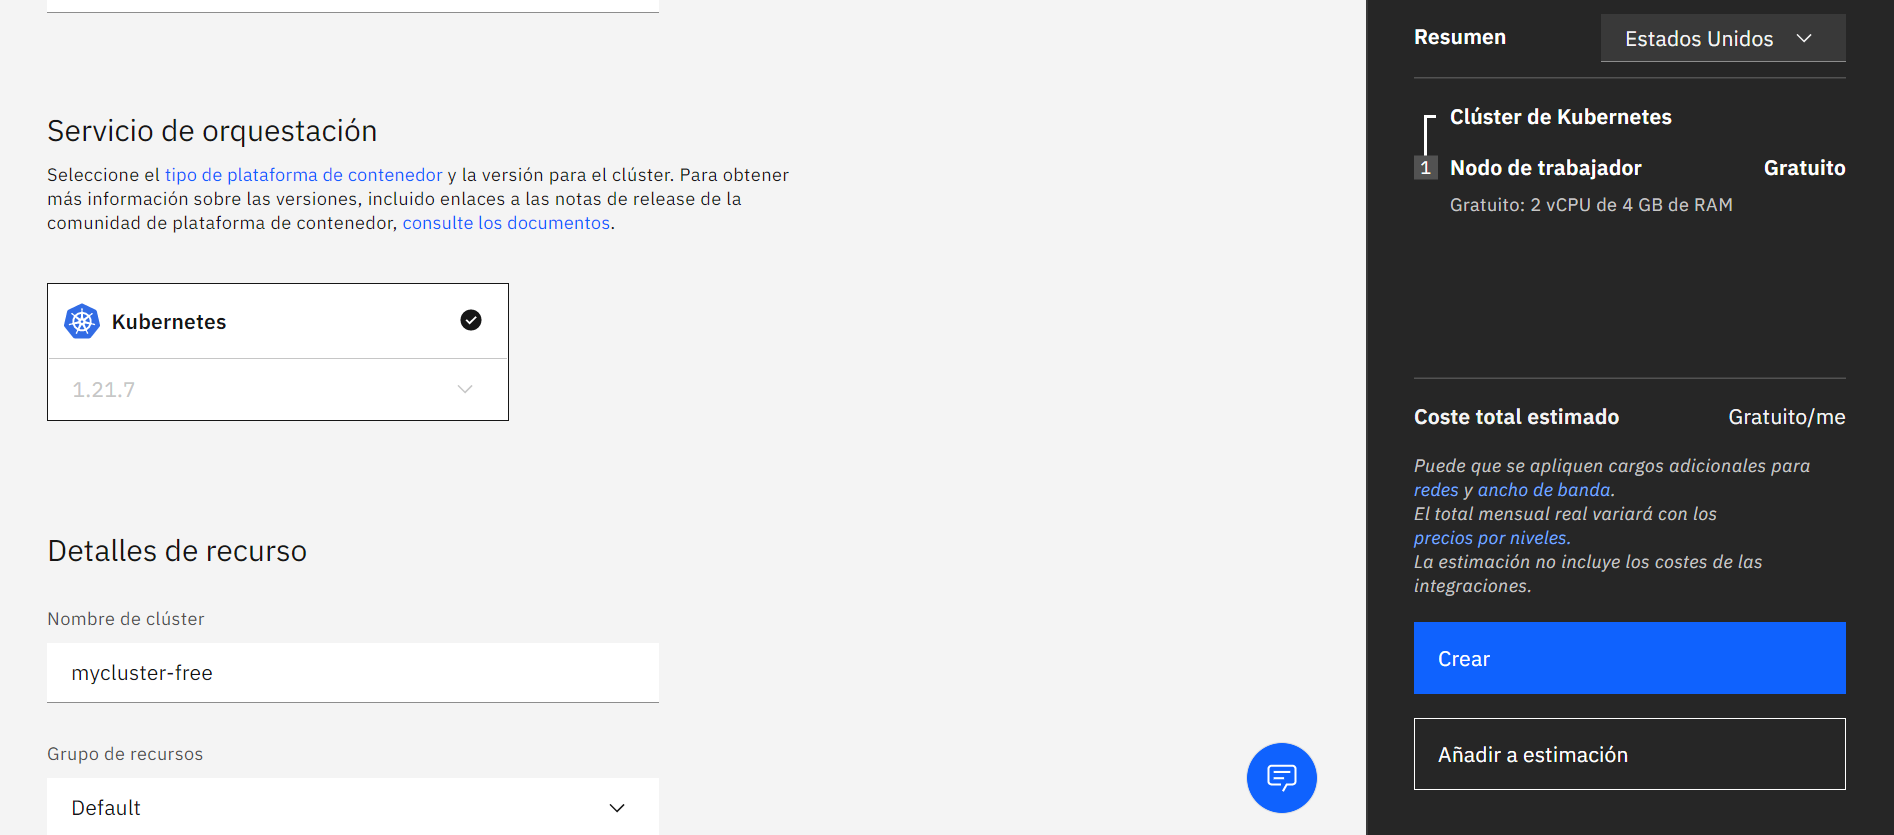 Servicio de orquestación
Seleccione el tipo de plataforma de contenedor y la versión para el clúster. Para obtener
más información sobre las versiones, incluido enlaces a las notas de release de la
comunidad de plataforma de contenedor, consulte los documentos.
Kubernetes
1.21.7
Detalles de recurso
Nombre de clúster
mycluster-free
Grupo de recursos
Default
Resumen
Estados Unidos
Clúster de Kubernetes
1 Nodo de trabajador Gratuito
Gratuito: 2 vCPU de 4 GB de RAM
Coste total estimado Gratuito/me
Puede que se apliquen cargos adicionales para
redes y ancho de banda.
El total mensual real variará con los
precios por niveles.
La estimación no incluye los costes de las
integraciones.
Crear
Añadir a estimación